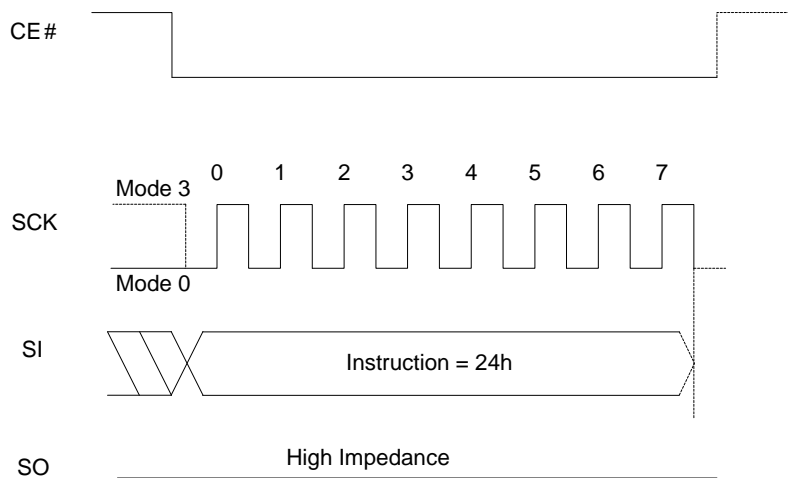 CE#
0 1 2 3 4 5 6 7
Mode 3
SCK
Mode 0
SI
Instruction = 24h
High Impedance
SO